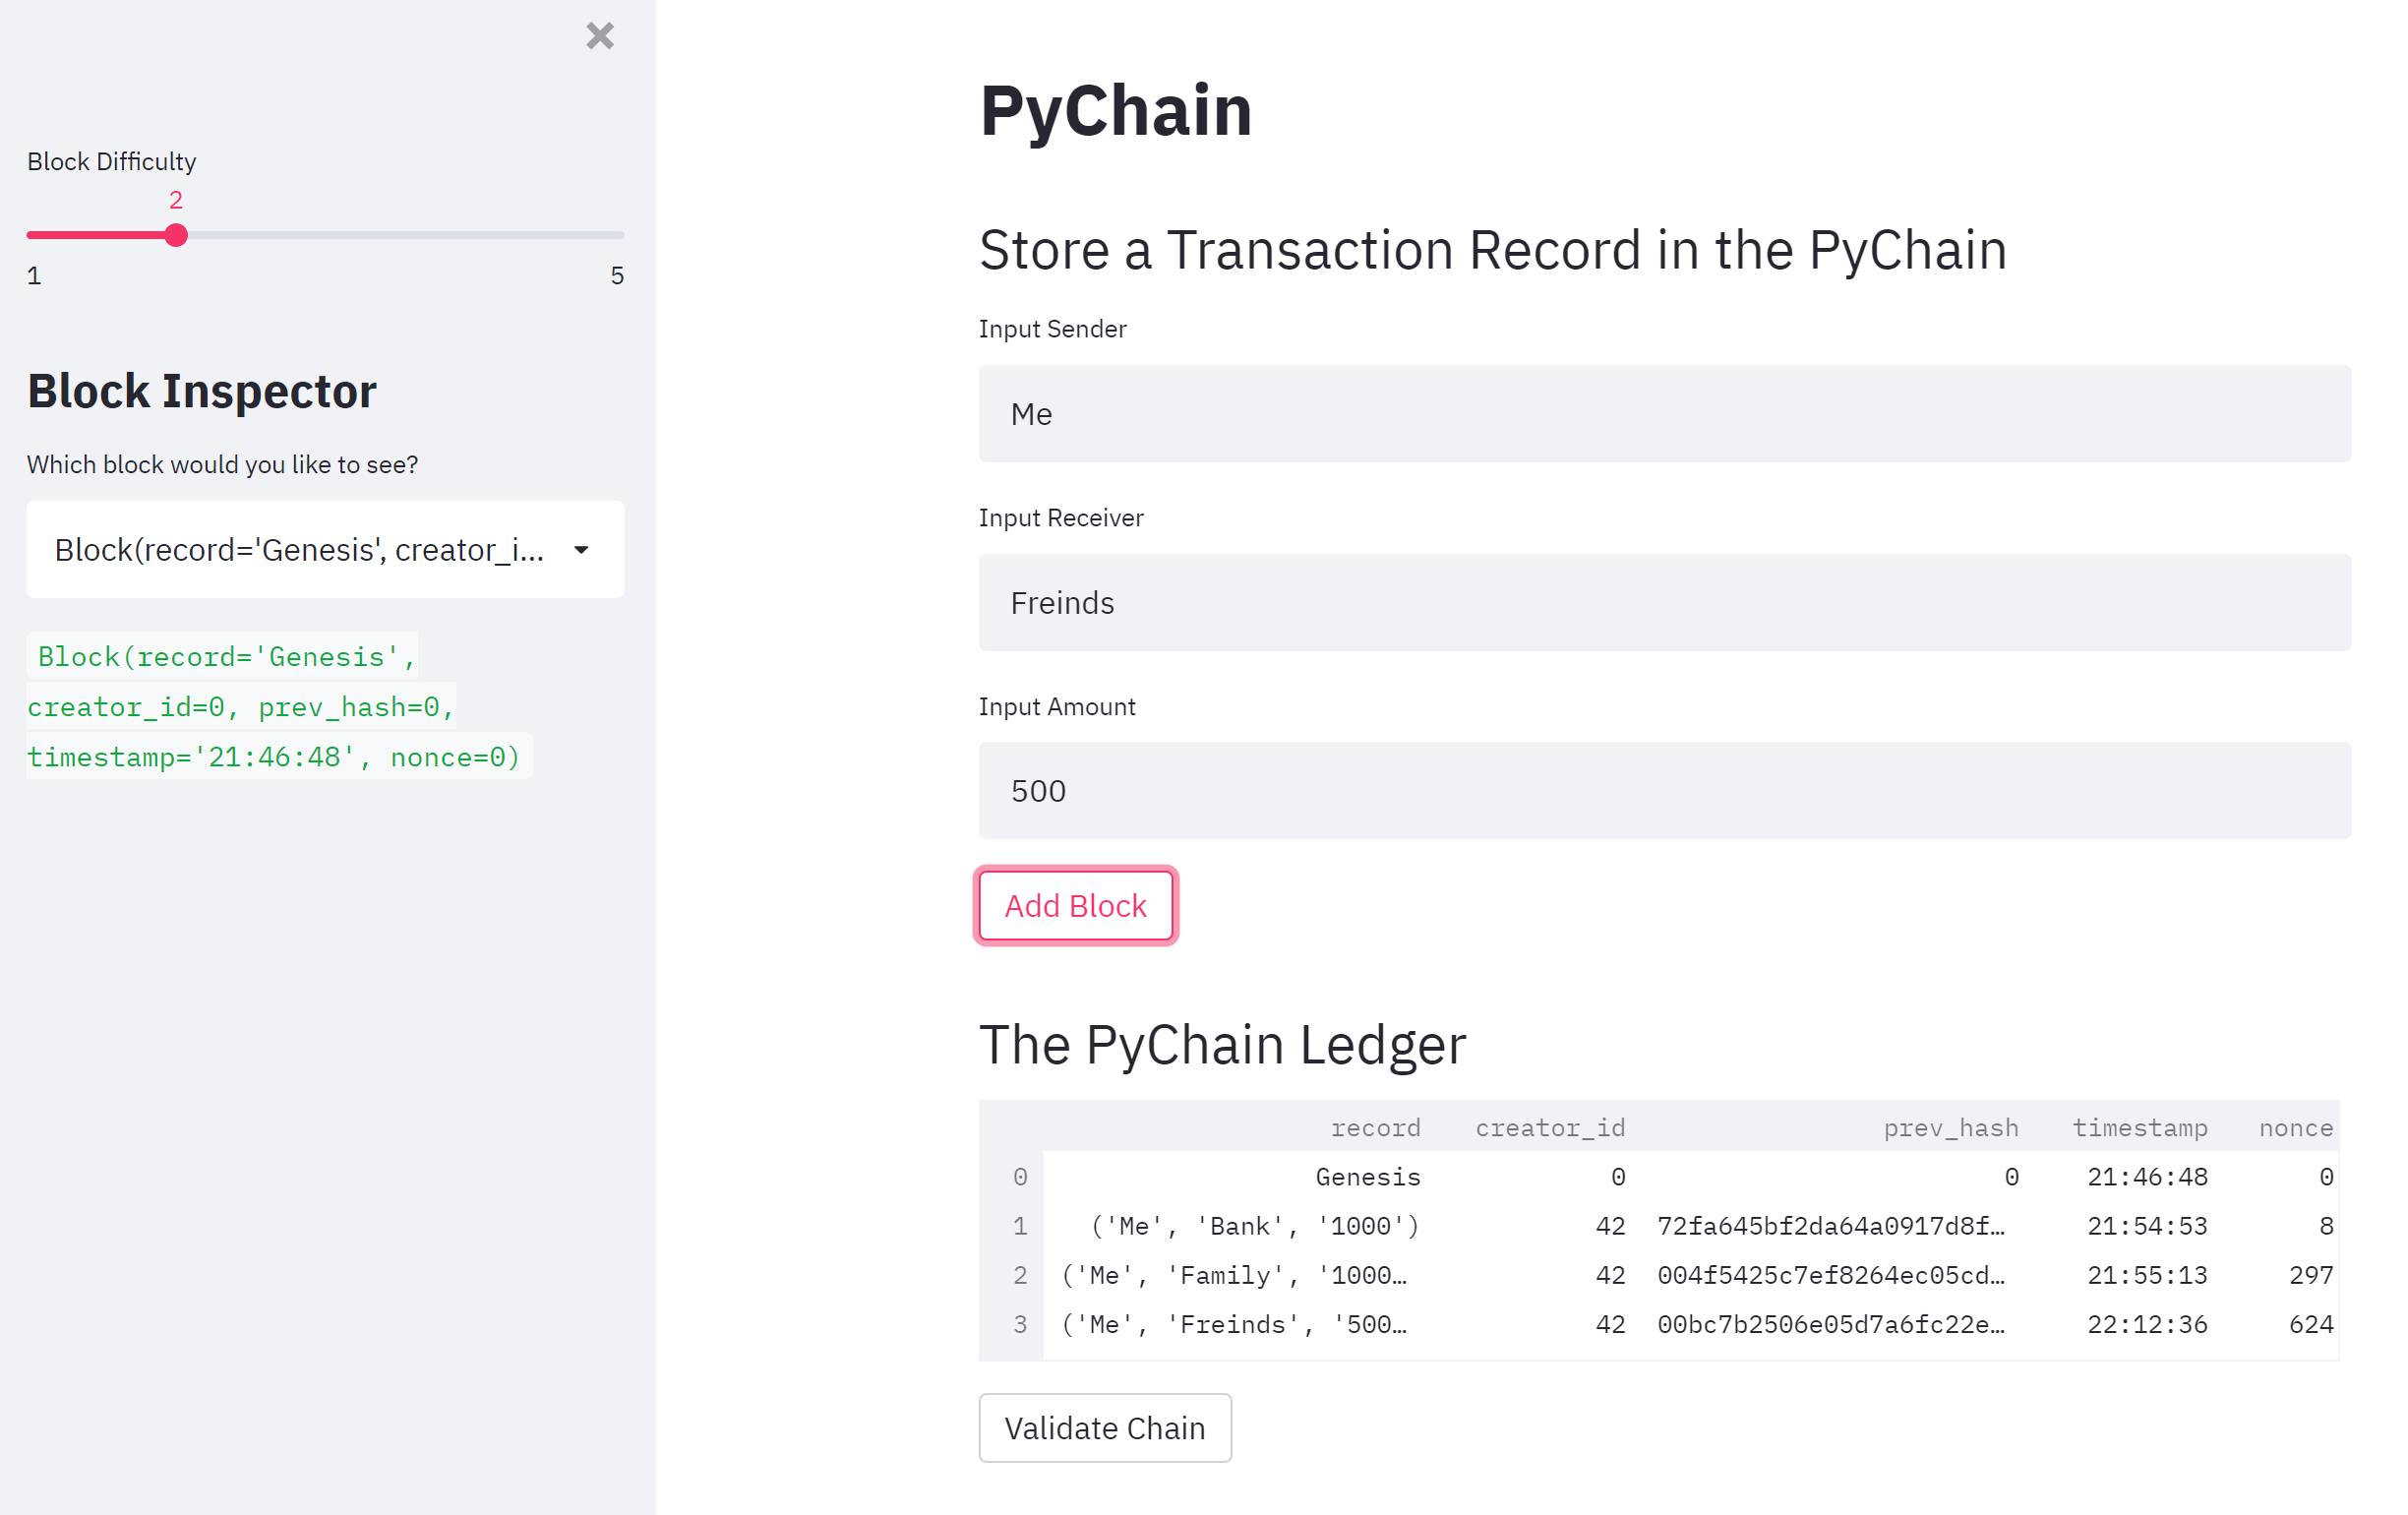 Block Difficulty
2
1 5
Block Inspector
Which block would you like to see?
Block(record='Genesis', creator_i...
Block(record='Genesis',
creator_id=0, prev_hash=0,
timestamp='21:46:48', nonce=0)
PyChain
Store a Transaction Record in the PyChain
Input Sender
Me
Input Receiver
Freinds
Input Amount
500
Add Block
The PyChain Ledger
record creator_id prev_hash timestamp nonce
0 Genesis 0 0 21:46:48 0
1 ('Me', 'Bank', '1000') 42 72fa645bf2da64a0917d8f… 21:54:53 8
2 ('Me', 'Family', '1000… 42 004f5425c7ef8264ec05cd… 21:55:13 297
3 ('Me', 'Freinds', '500… 42 00bc7b2506e05d7a6fc22e… 22:12:36 624
Validate Chain